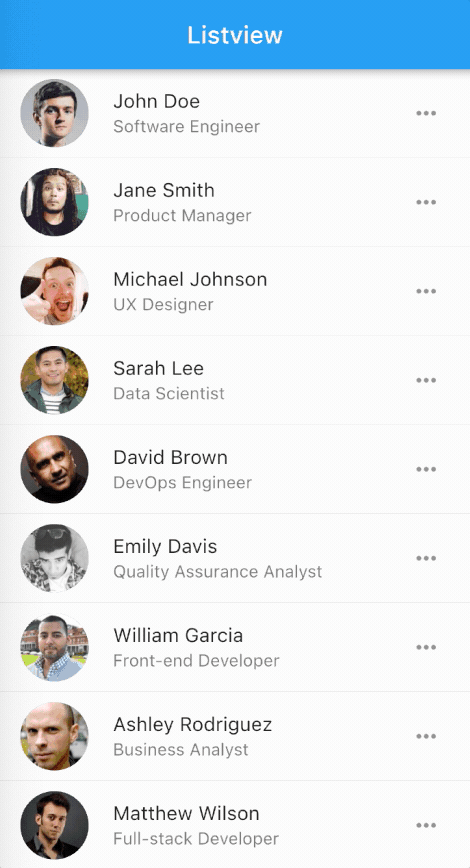 Listview
John Doe
Software Engineer
Jane Smith
Product Manager
Michael Johnson
UX Designer
Sarah Lee
Data Scientist
David Brown
DevOps Engineer
Emily Davis
Quality Assurance Analyst
William Garcia
Front-end Developer
Ashley Rodriguez
Business Analyst
Matthew Wilson
Full-stack Developer